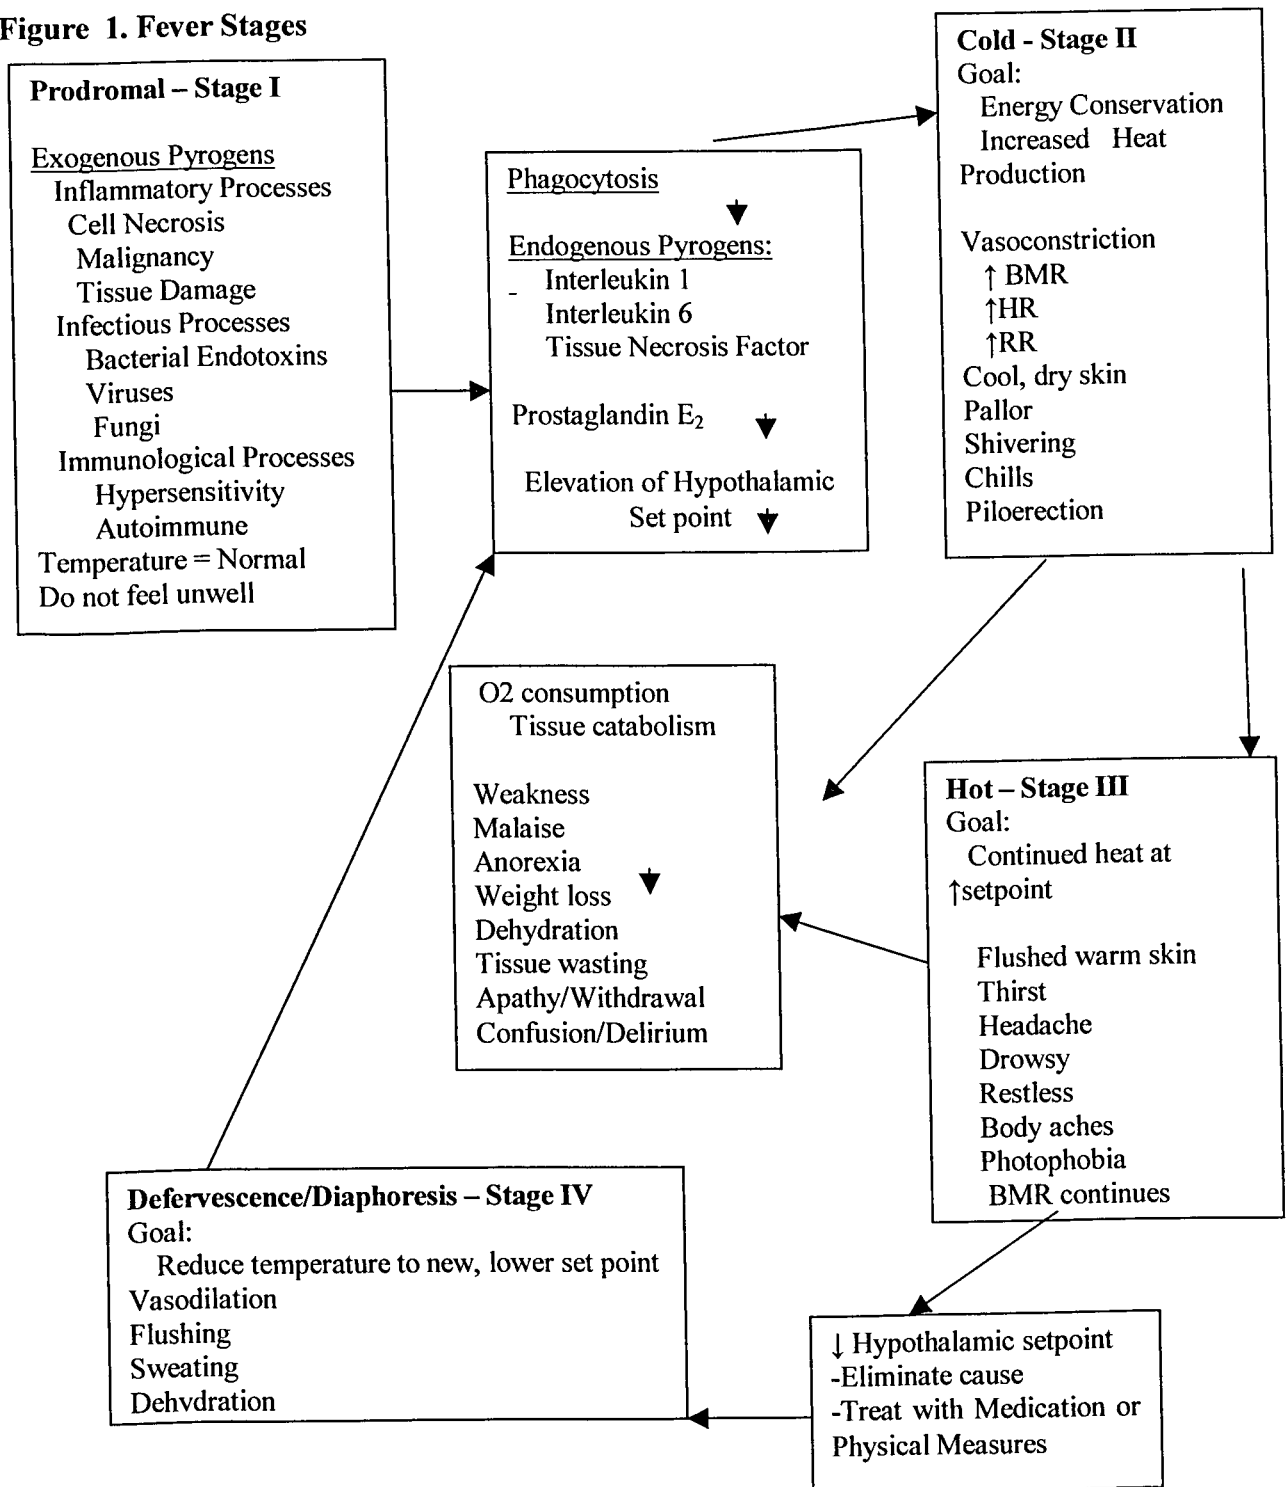 Figure 1. Fever Stages
Prodromal – Stage I
Exogenous Pyrogens
Inflammatory Processes
Cell Necrosis
Malignancy
Tissue Damage
Infectious Processes
Bacterial Endotoxins
Viruses
Fungi
Immunological Processes
Hypersensitivity
Autoimmune
Temperature = Normal
Do not feel unwell
Phagocytosis
Endogenous Pyrogens:
- Interleukin 1
Interleukin 6
Tissue Necrosis Factor
Prostaglandin E₂
Elevation of Hypothalamic
Set point
Cold - Stage II
Goal:
Energy Conservation
Increased Heat
Production
Vasoconstriction
↑ BMR
↑HR
↑RR
Cool, dry skin
Pallor
Shivering
Chills
Piloerection
O2 consumption
Tissue catabolism
Weakness
Malaise
Anorexia
Weight loss
Dehydration
Tissue wasting
Apathy/Withdrawal
Confusion/Delirium
Hot – Stage III
Goal:
Continued heat at
↑setpoint
Flushed warm skin
Thirst
Headache
Drowsy
Restless
Body aches
Photophobia
BMR continues
↓ Hypothalamic setpoint
-Eliminate cause
-Treat with Medication or
Physical Measures
Defervescence/Diaphoresis – Stage IV
Goal:
Reduce temperature to new, lower set point
Vasodilation
Flushing
Sweating
Dehydration